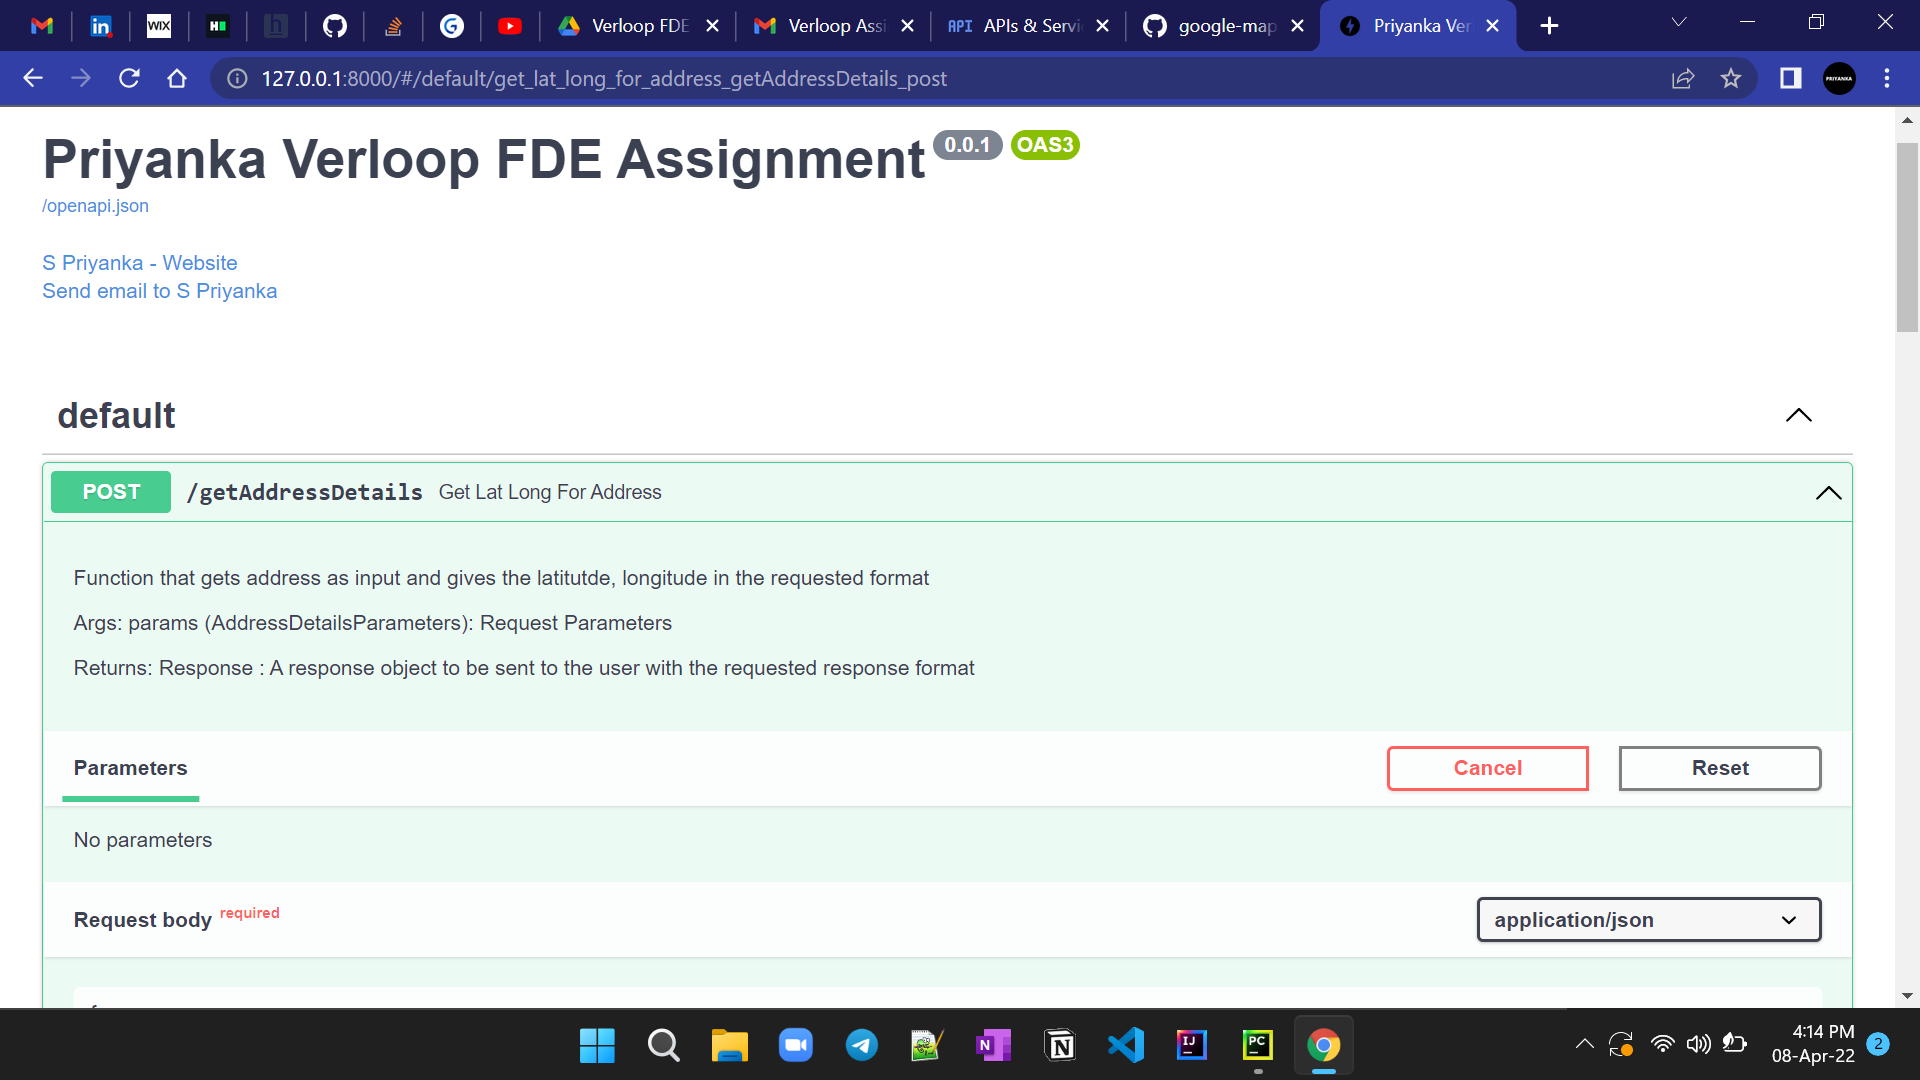 Verloop FDE
Verloop Assi
API APIs & Servi
google-map
Priyanka Ver
127.0.0.1:8000/#/default/get_lat_long_for_address_getAddressDetails_post
PRIYANKA
Priyanka Verloop FDE Assignment 0.0.1 OAS3
/openapi.json
S Priyanka - Website
Send email to S Priyanka
default
POST /getAddressDetails Get Lat Long For Address
Function that gets address as input and gives the latitutde, longitude in the requested format
Args: params (AddressDetailsParameters): Request Parameters
Returns: Response : A response object to be sent to the user with the requested response format
Parameters Cancel Reset
No parameters
Request body required application/json
4:14 PM
08-Apr-22 2